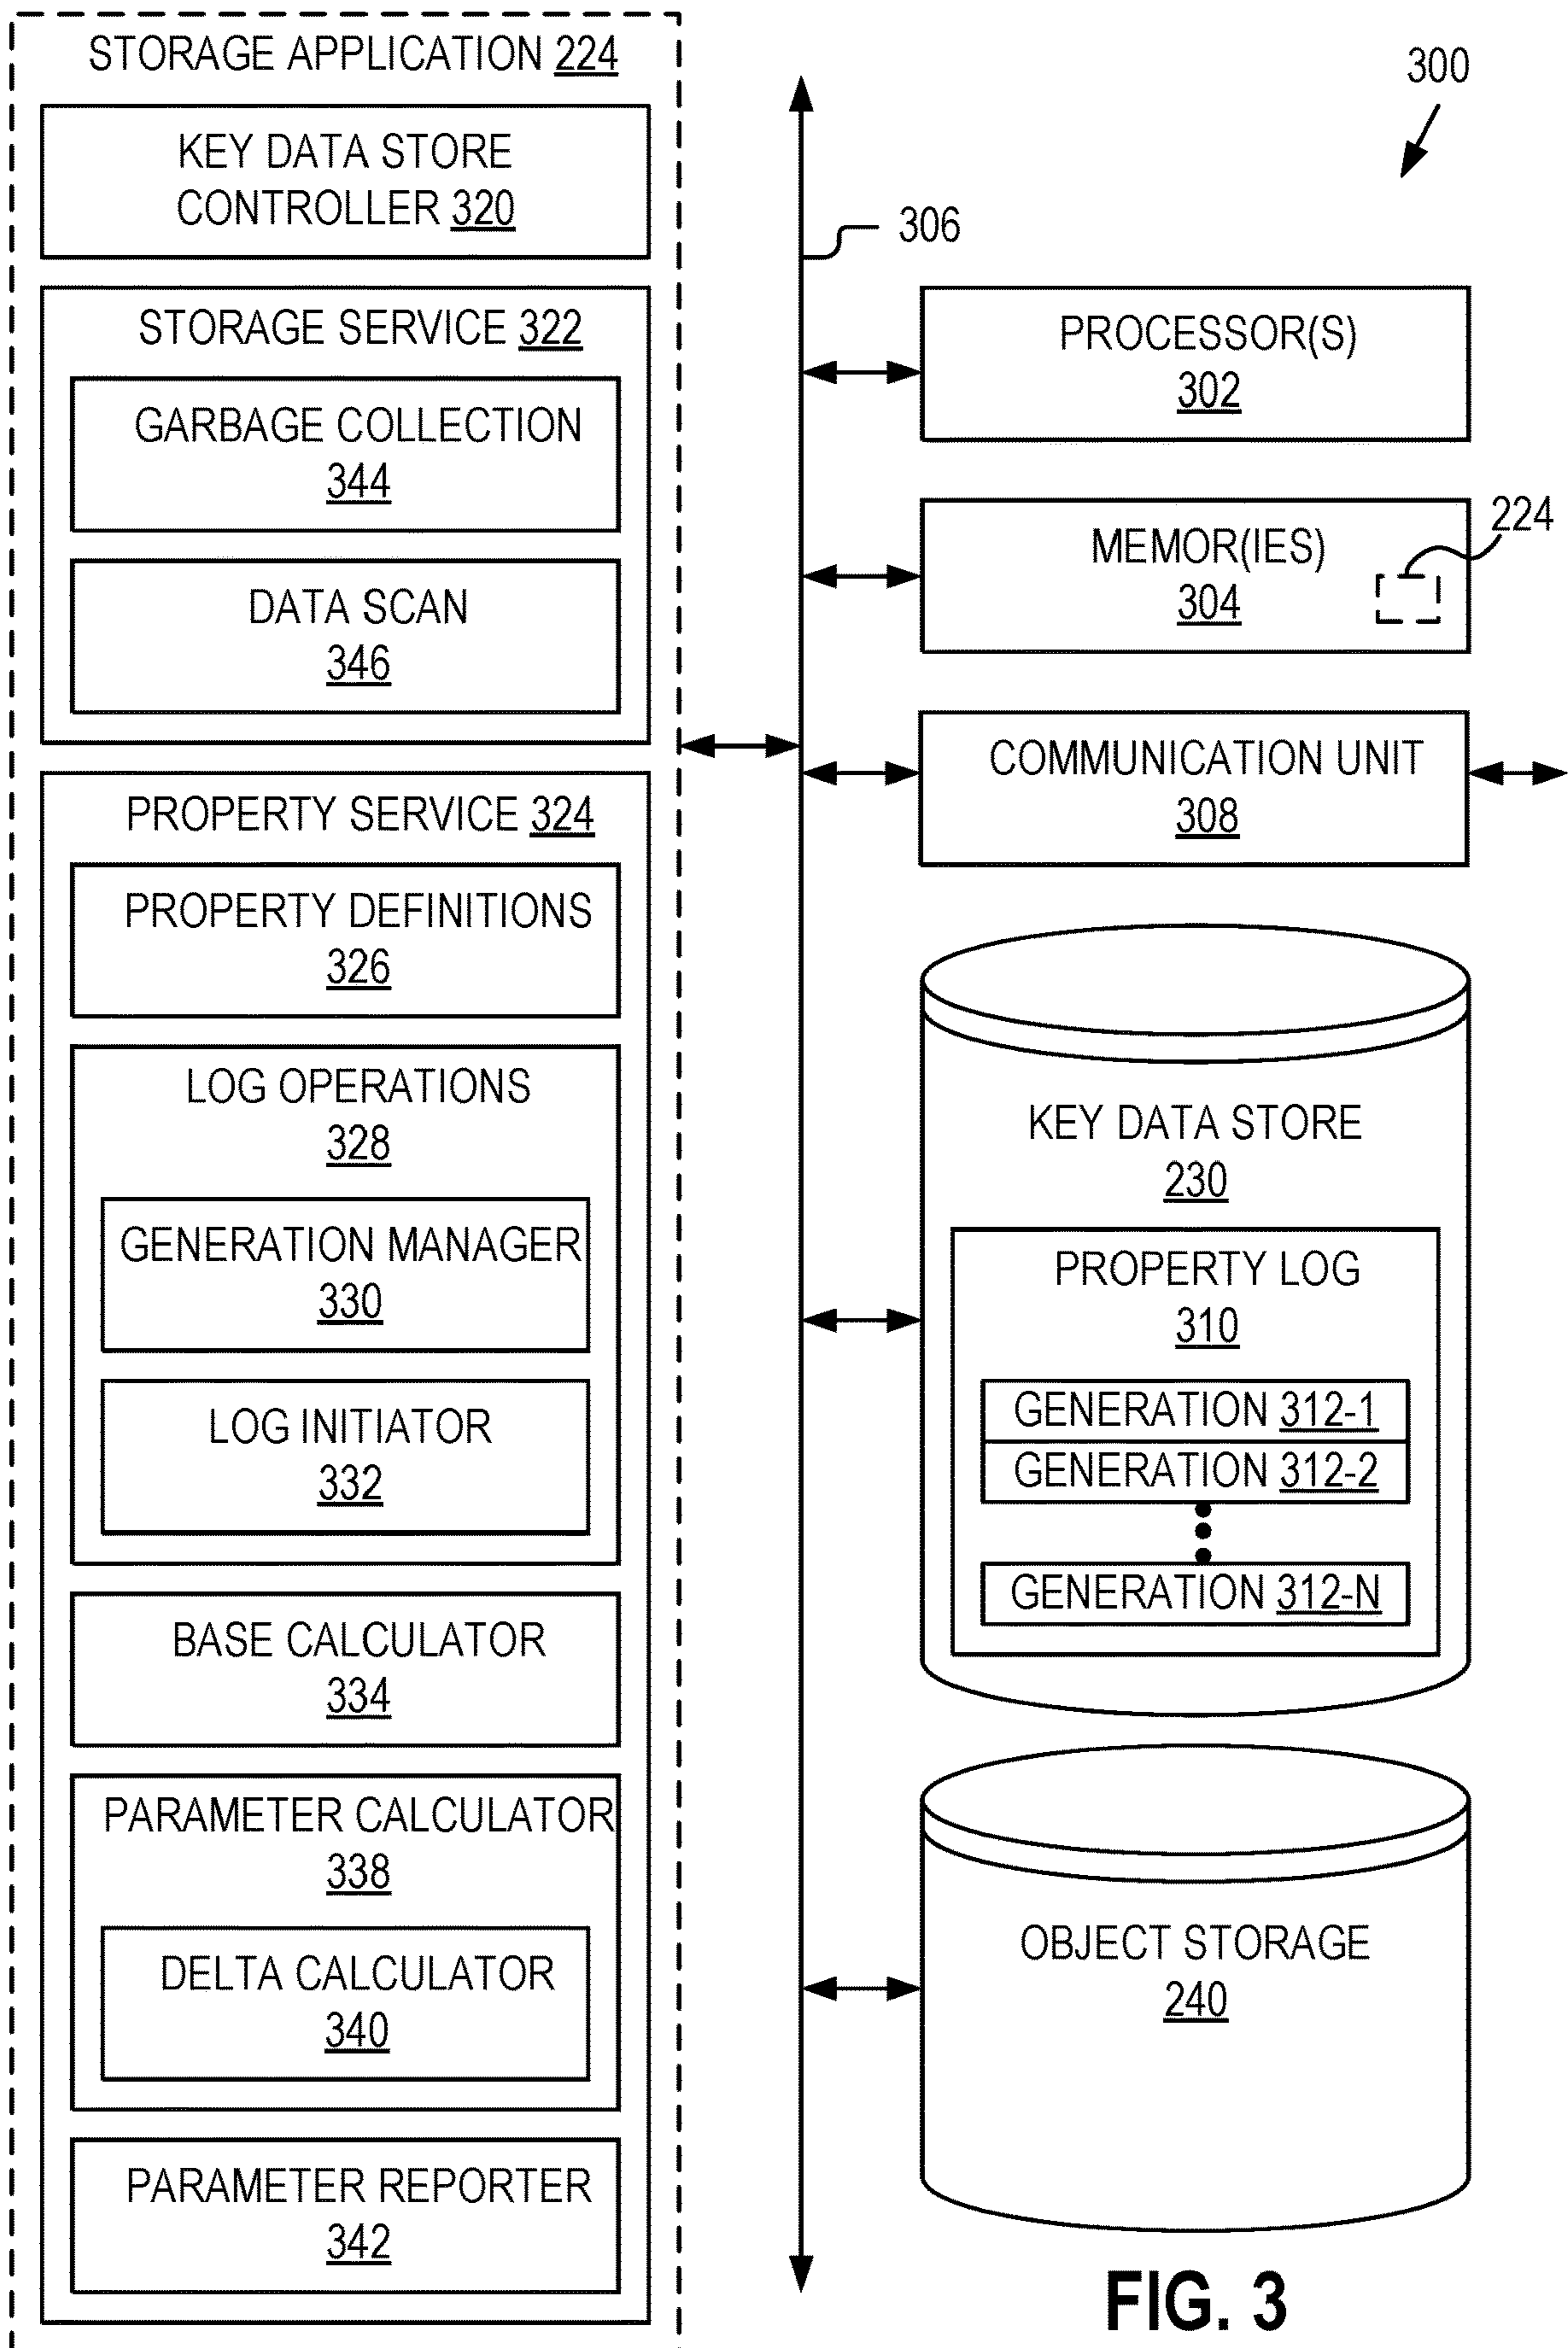 STORAGE APPLICATION 224
KEY DATA STORE
CONTROLLER 320
STORAGE SERVICE 322
GARBAGE COLLECTION
344
DATA SCAN
346
PROPERTY SERVICE 324
PROPERTY DEFINITIONS
326
LOG OPERATIONS
328
GENERATION MANAGER
330
LOG INITIATOR
332
BASE CALCULATOR
334
PARAMETER CALCULATOR
338
DELTA CALCULATOR
340
PARAMETER REPORTER
342
300
306
PROCESSOR(S)
302
MEMOR(IES)
304
224
COMMUNICATION UNIT
308
KEY DATA STORE
230
PROPERTY LOG
310
GENERATION 312-1
GENERATION 312-2
GENERATION 312-N
OBJECT STORAGE
240
FIG. 3